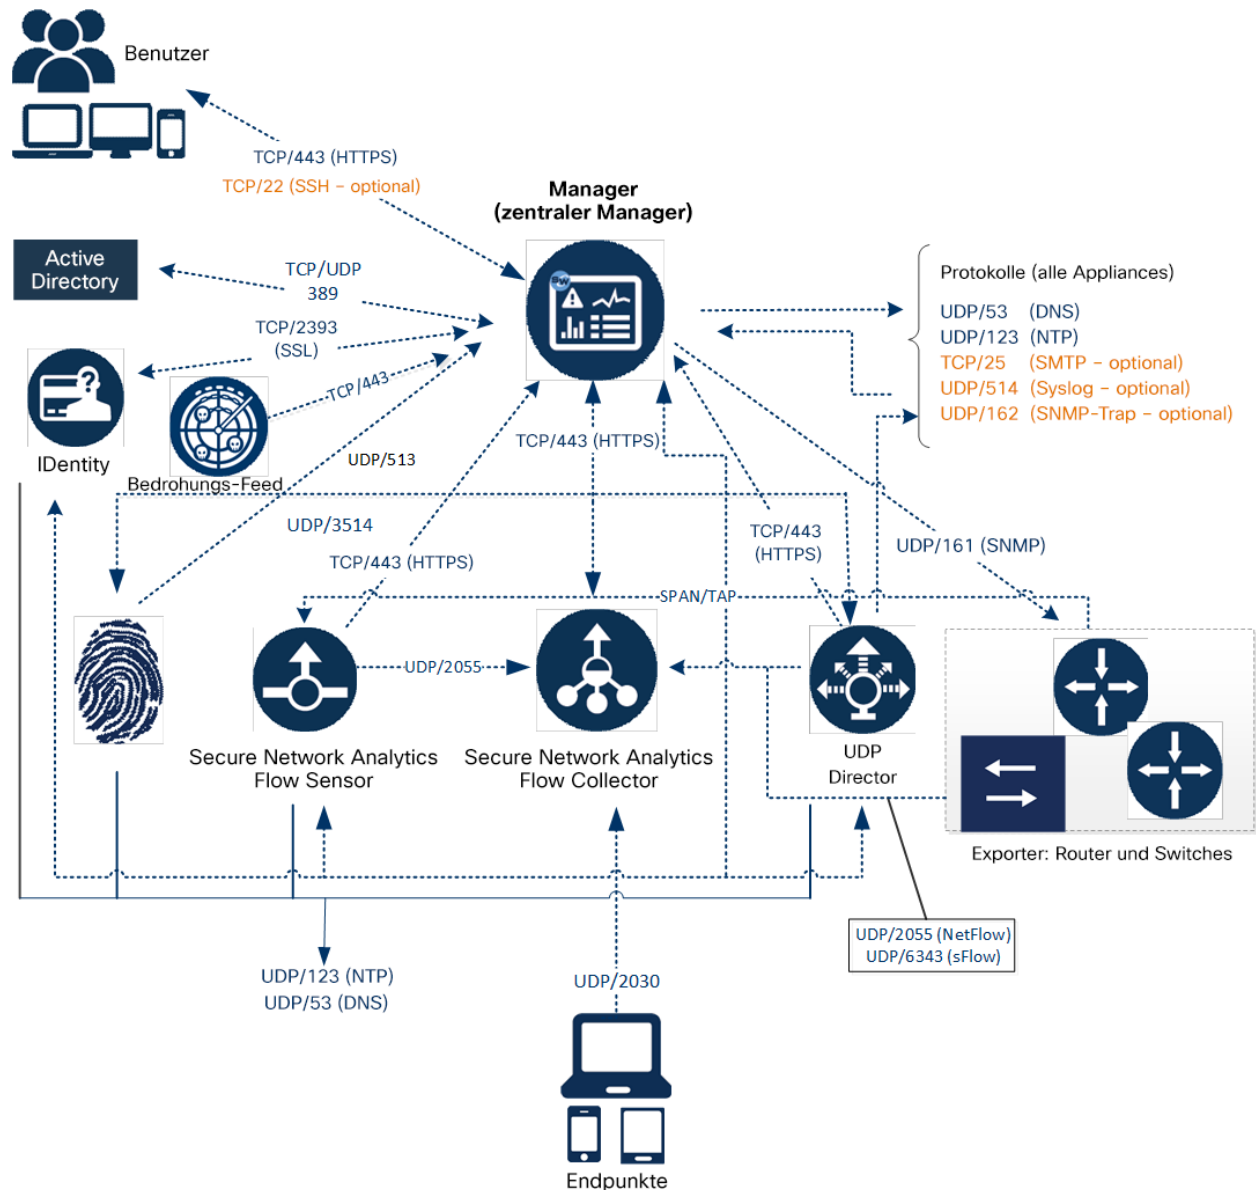 Benutzer
TCP/443 (HTTPS)
TCP/22 (SSH – optional)
Manager
(zentraler Manager)
Active
Directory
TCP/UDP
389
Protokolle (alle Appliances)
UDP/53 (DNS)
UDP/123 (NTP)
TCP/25 (SMTP – optional)
UDP/514 (Syslog – optional)
UDP/162 (SNMP-Trap – optional)
TCP/2393
(SSL)
TCP/443
IDentity
Bedrohungs-Feed
UDP/513
TCP/443 (HTTPS)
UDP/3514
TCP/443 (HTTPS)
TCP/443
(HTTPS)
UDP/161 (SNMP)
SPAN/TAP
UDP/2055
Secure Network Analytics
Flow Sensor
Secure Network Analytics
Flow Collector
UDP
Director
Exporter: Router und Switches
UDP/2055 (NetFlow)
UDP/6343 (sFlow)
UDP/123 (NTP)
UDP/53 (DNS)
UDP/2030
Endpunkte